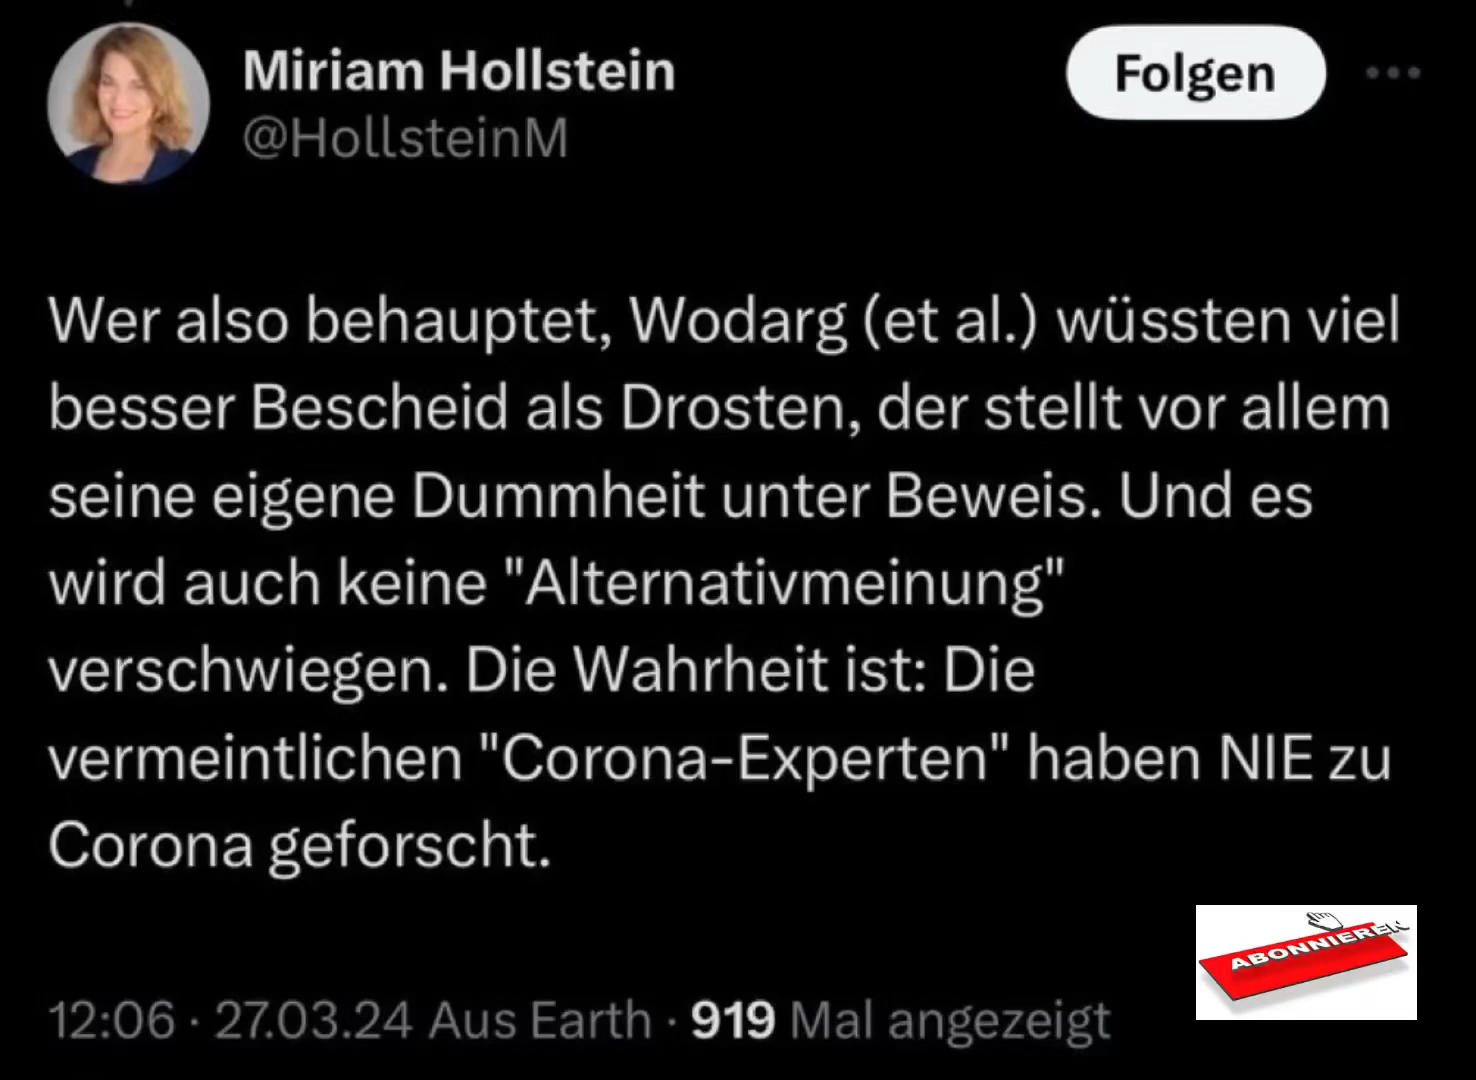 Miriam Hollstein
@HollsteinM
Folgen
Wer also behauptet, Wodarg (et al.) wüssten viel
besser Bescheid als Drosten, der stellt vor allem
seine eigene Dummheit unter Beweis. Und es
wird auch keine "Alternativmeinung"
verschwiegen. Die Wahrheit ist: Die
vermeintlichen "Corona-Experten" haben NIE zu
Corona geforscht.
ABONNIEREN
12:06 · 27.03.24 Aus Earth · 919 Mal angezeigt